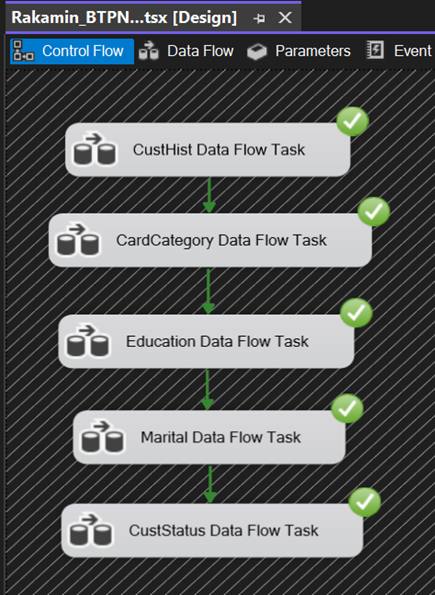 Rakamin_BTPN...tsx [Design]
Control Flow Data Flow Parameters Event
CustHist Data Flow Task
CardCategory Data Flow Task
Education Data Flow Task
Marital Data Flow Task
CustStatus Data Flow Task